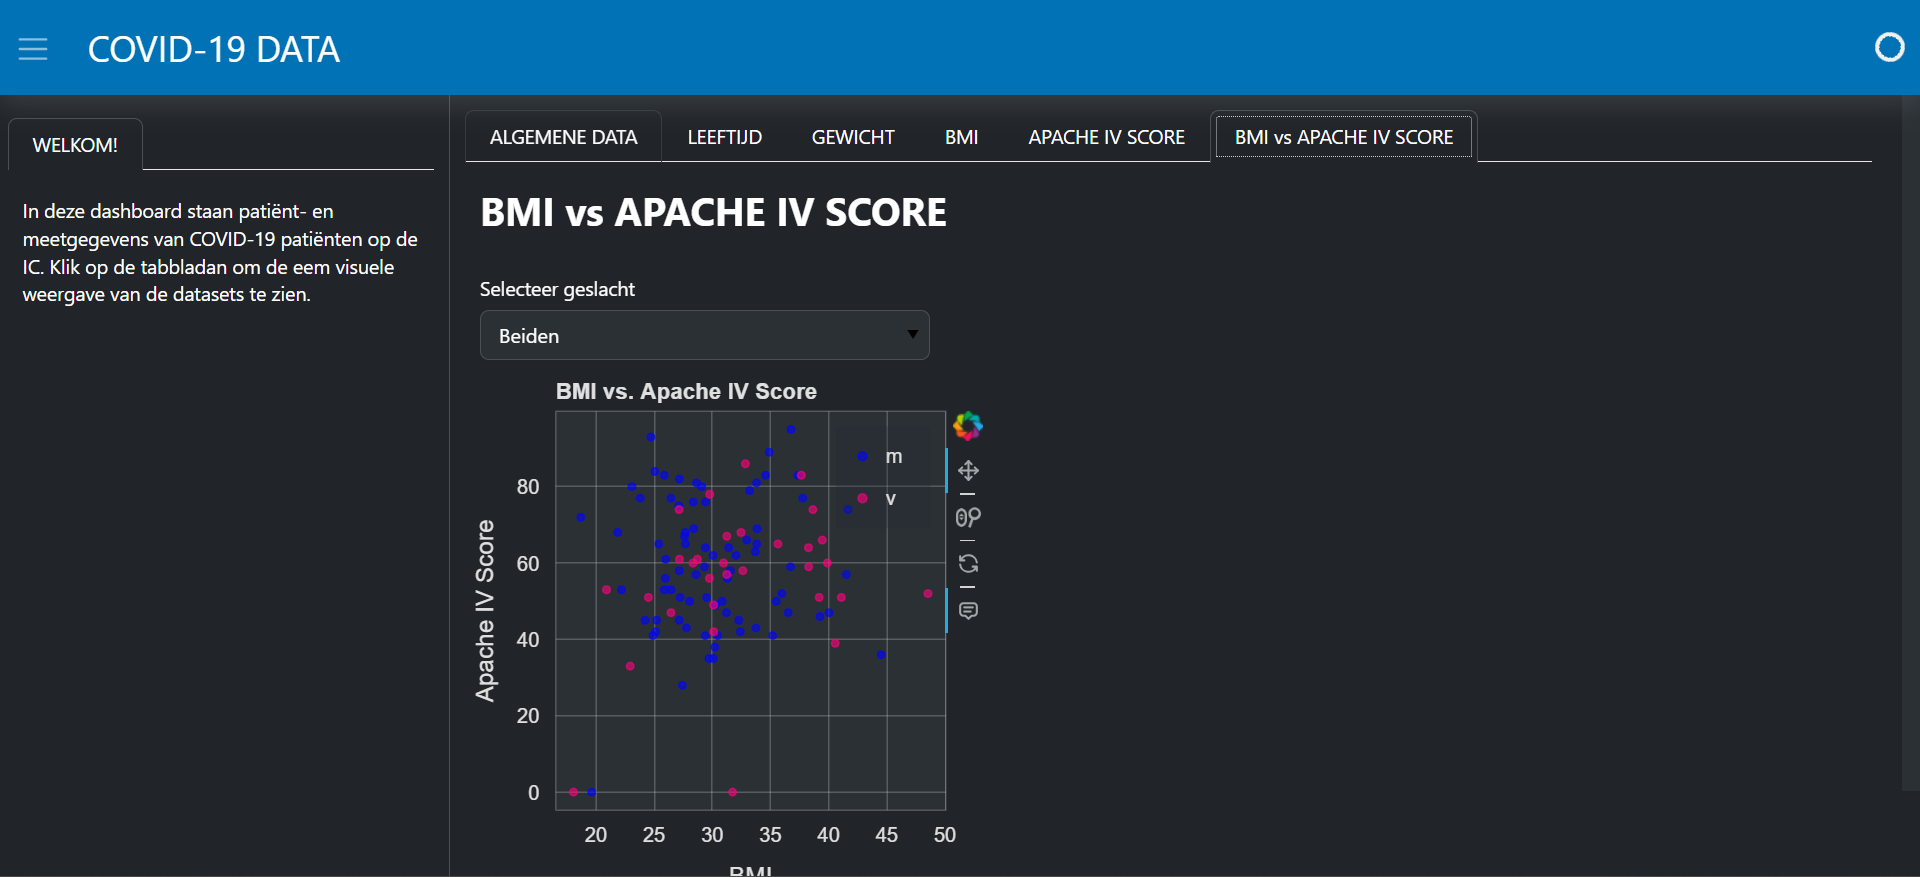 COVID-19 DATA
WELKOM!
In deze dashboard staan patiënt- en
meetgegevens van COVID-19 patiënten op de
IC. Klik op de tabbladan om de eem visuele
weergave van de datasets te zien.
ALGEMENE DATA
LEEFTIJD
GEWICHT
BMI
APACHE IV SCORE
BMI vs APACHE IV SCORE
BMI vs APACHE IV SCORE
Selecteer geslacht
Beiden
BMI vs. Apache IV Score
m
v
Apache IV Score
80
60
40
20
0
20 25 30 35 40 45 50
BMI